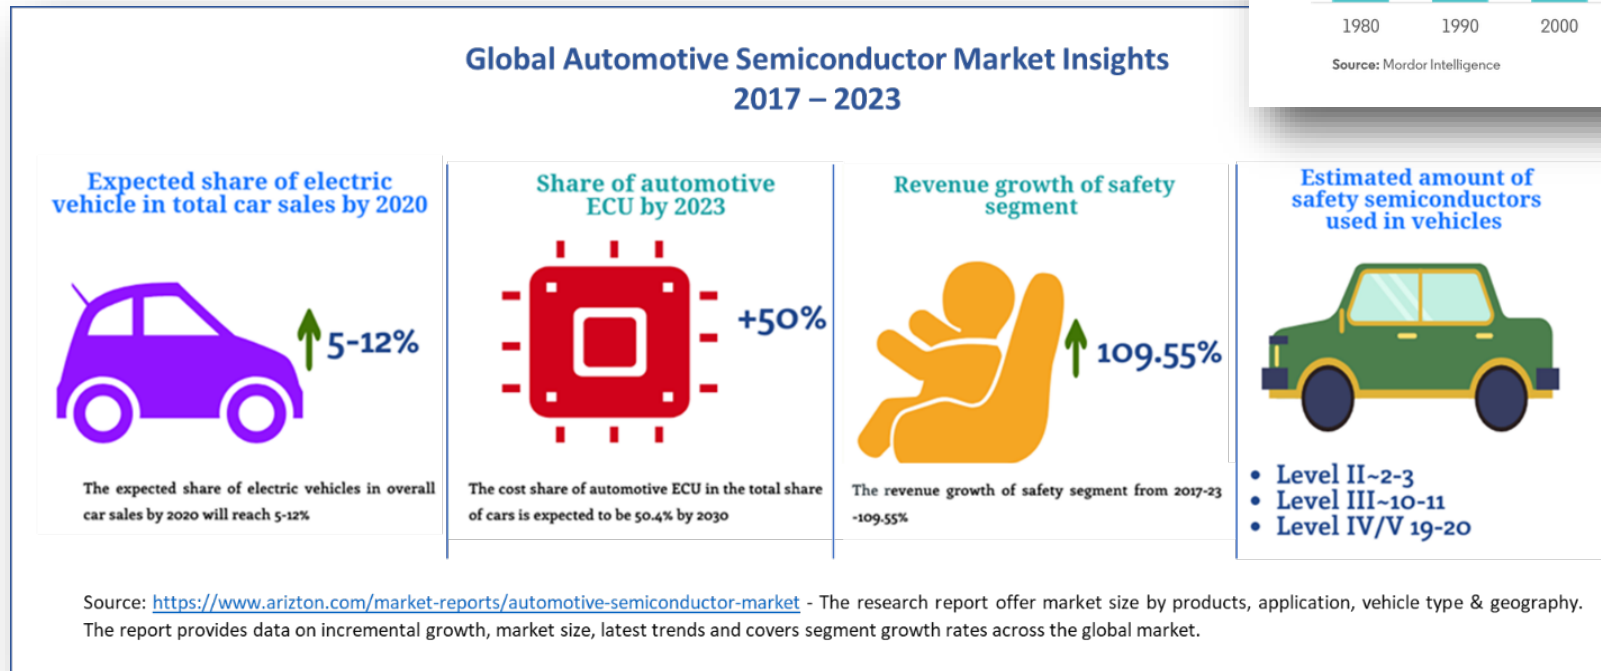 1980 1990 2000
Source: Mordor Intelligence
Global Automotive Semiconductor Market Insights
2017 – 2023
Expected share of electric
vehicle in total car sales by 2020
5-12%
The expected share of electric vehicles in overall
car sales by 2020 will reach 5-12%
Share of automotive
ECU by 2023
+50%
The cost share of automotive ECU in the total share
of cars is expected to be 50.4% by 2030
Revenue growth of safety
segment
109.55%
The revenue growth of safety segment from 2017-23
-109.55%
Estimated amount of
safety semiconductors
used in vehicles
• Level II~2-3
• Level III~10-11
• Level IV/V 19-20
Source: https://www.arizton.com/market-reports/automotive-semiconductor-market - The research report offer market size by products, application, vehicle type & geography.
The report provides data on incremental growth, market size, latest trends and covers segment growth rates across the global market.